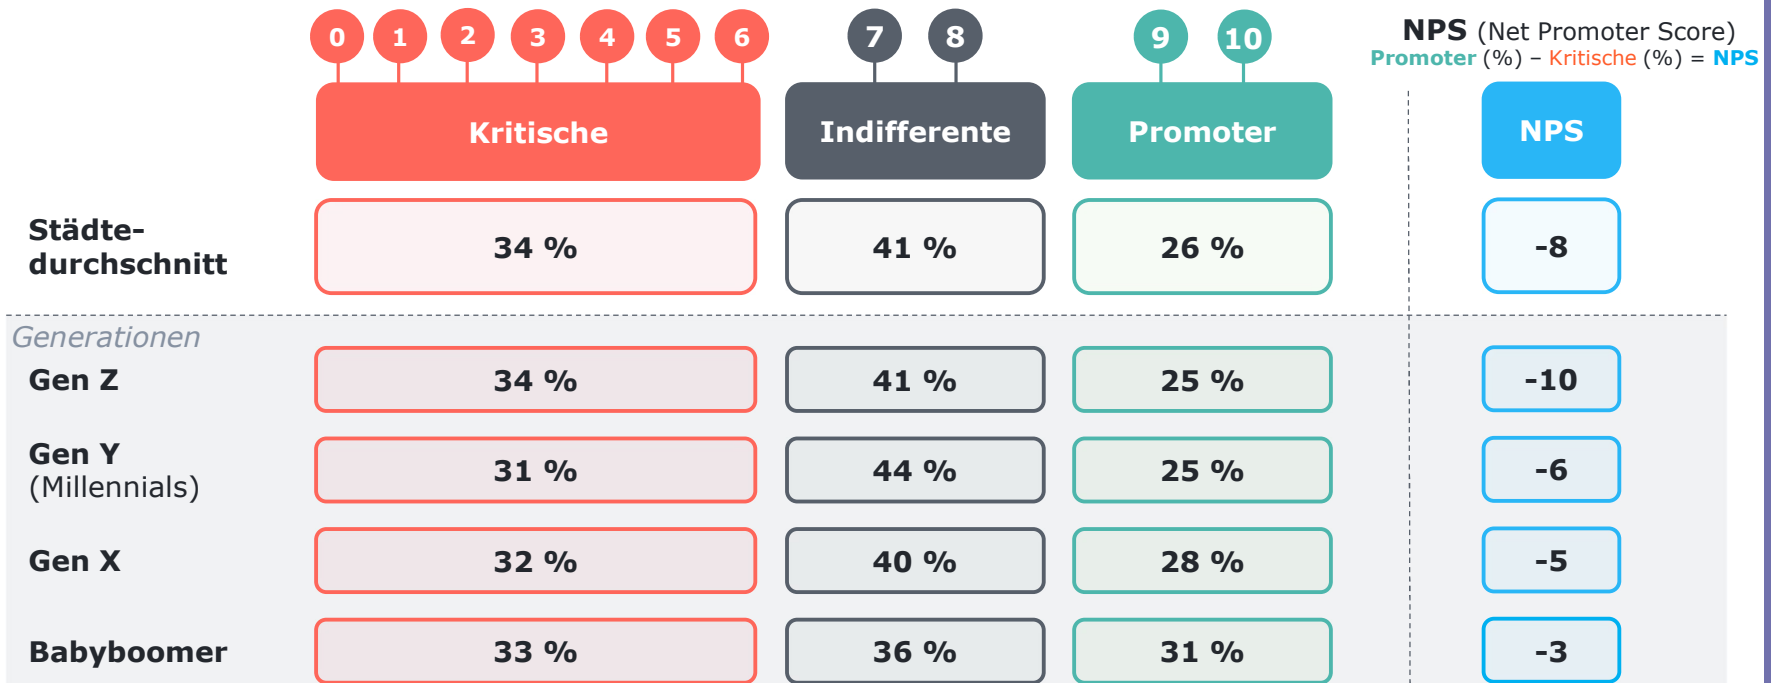 0 1 2 3 4 5 6 7 8 9 10
NPS (Net Promoter Score)
Promoter (%) – Kritische (%) = NPS
Kritische Indifferente Promoter NPS
Städte-
durchschnitt
34 % 41 % 26 % -8
Generationen
Gen Z 34 % 41 % 25 % -10
Gen Y
(Millennials)
31 % 44 % 25 % -6
Gen X 32 % 40 % 28 % -5
Babyboomer 33 % 36 % 31 % -3